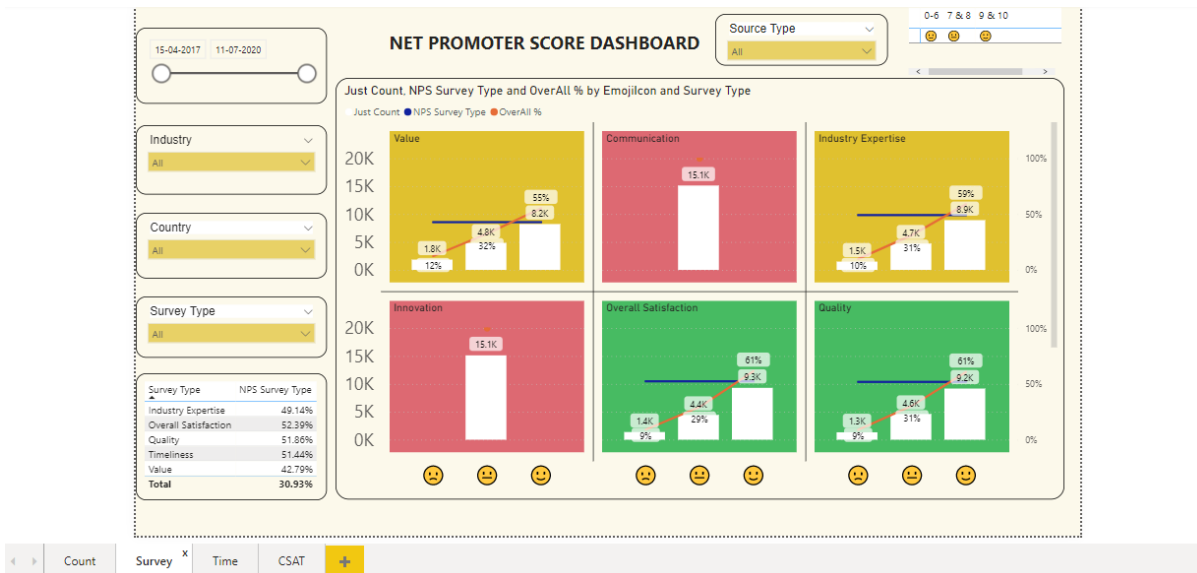 0-6 7 & 8 9 & 10
NET PROMOTER SCORE DASHBOARD
Source Type
All
15-04-2017 11-07-2020
Industry
All
Country
All
Survey Type
All
Survey Type NPS Survey Type
Industry Expertise 49.14%
Overall Satisfaction 52.39%
Quality 51.86%
Timeliness 51.44%
Value 42.79%
Total 30.93%
Just Count, NPS Survey Type and OverAll % by EmojiIcon and Survey Type
Just Count NPS Survey Type OverAll %
Value Communication Industry Expertise
20K 100%
15K
10K 50%
5K
0K 0%
1.8K 12%
4.8K 32%
55% 8.2K
15.1K
1.5K 10%
4.7K 31%
59% 8.9K
Innovation Overall Satisfaction Quality
20K 100%
15K
10K 50%
5K
0K 0%
15.1K
1.4K 9%
4.4K 29%
61% 9.3K
1.3K 9%
4.6K 31%
61% 9.2K
Count Survey x Time CSAT +